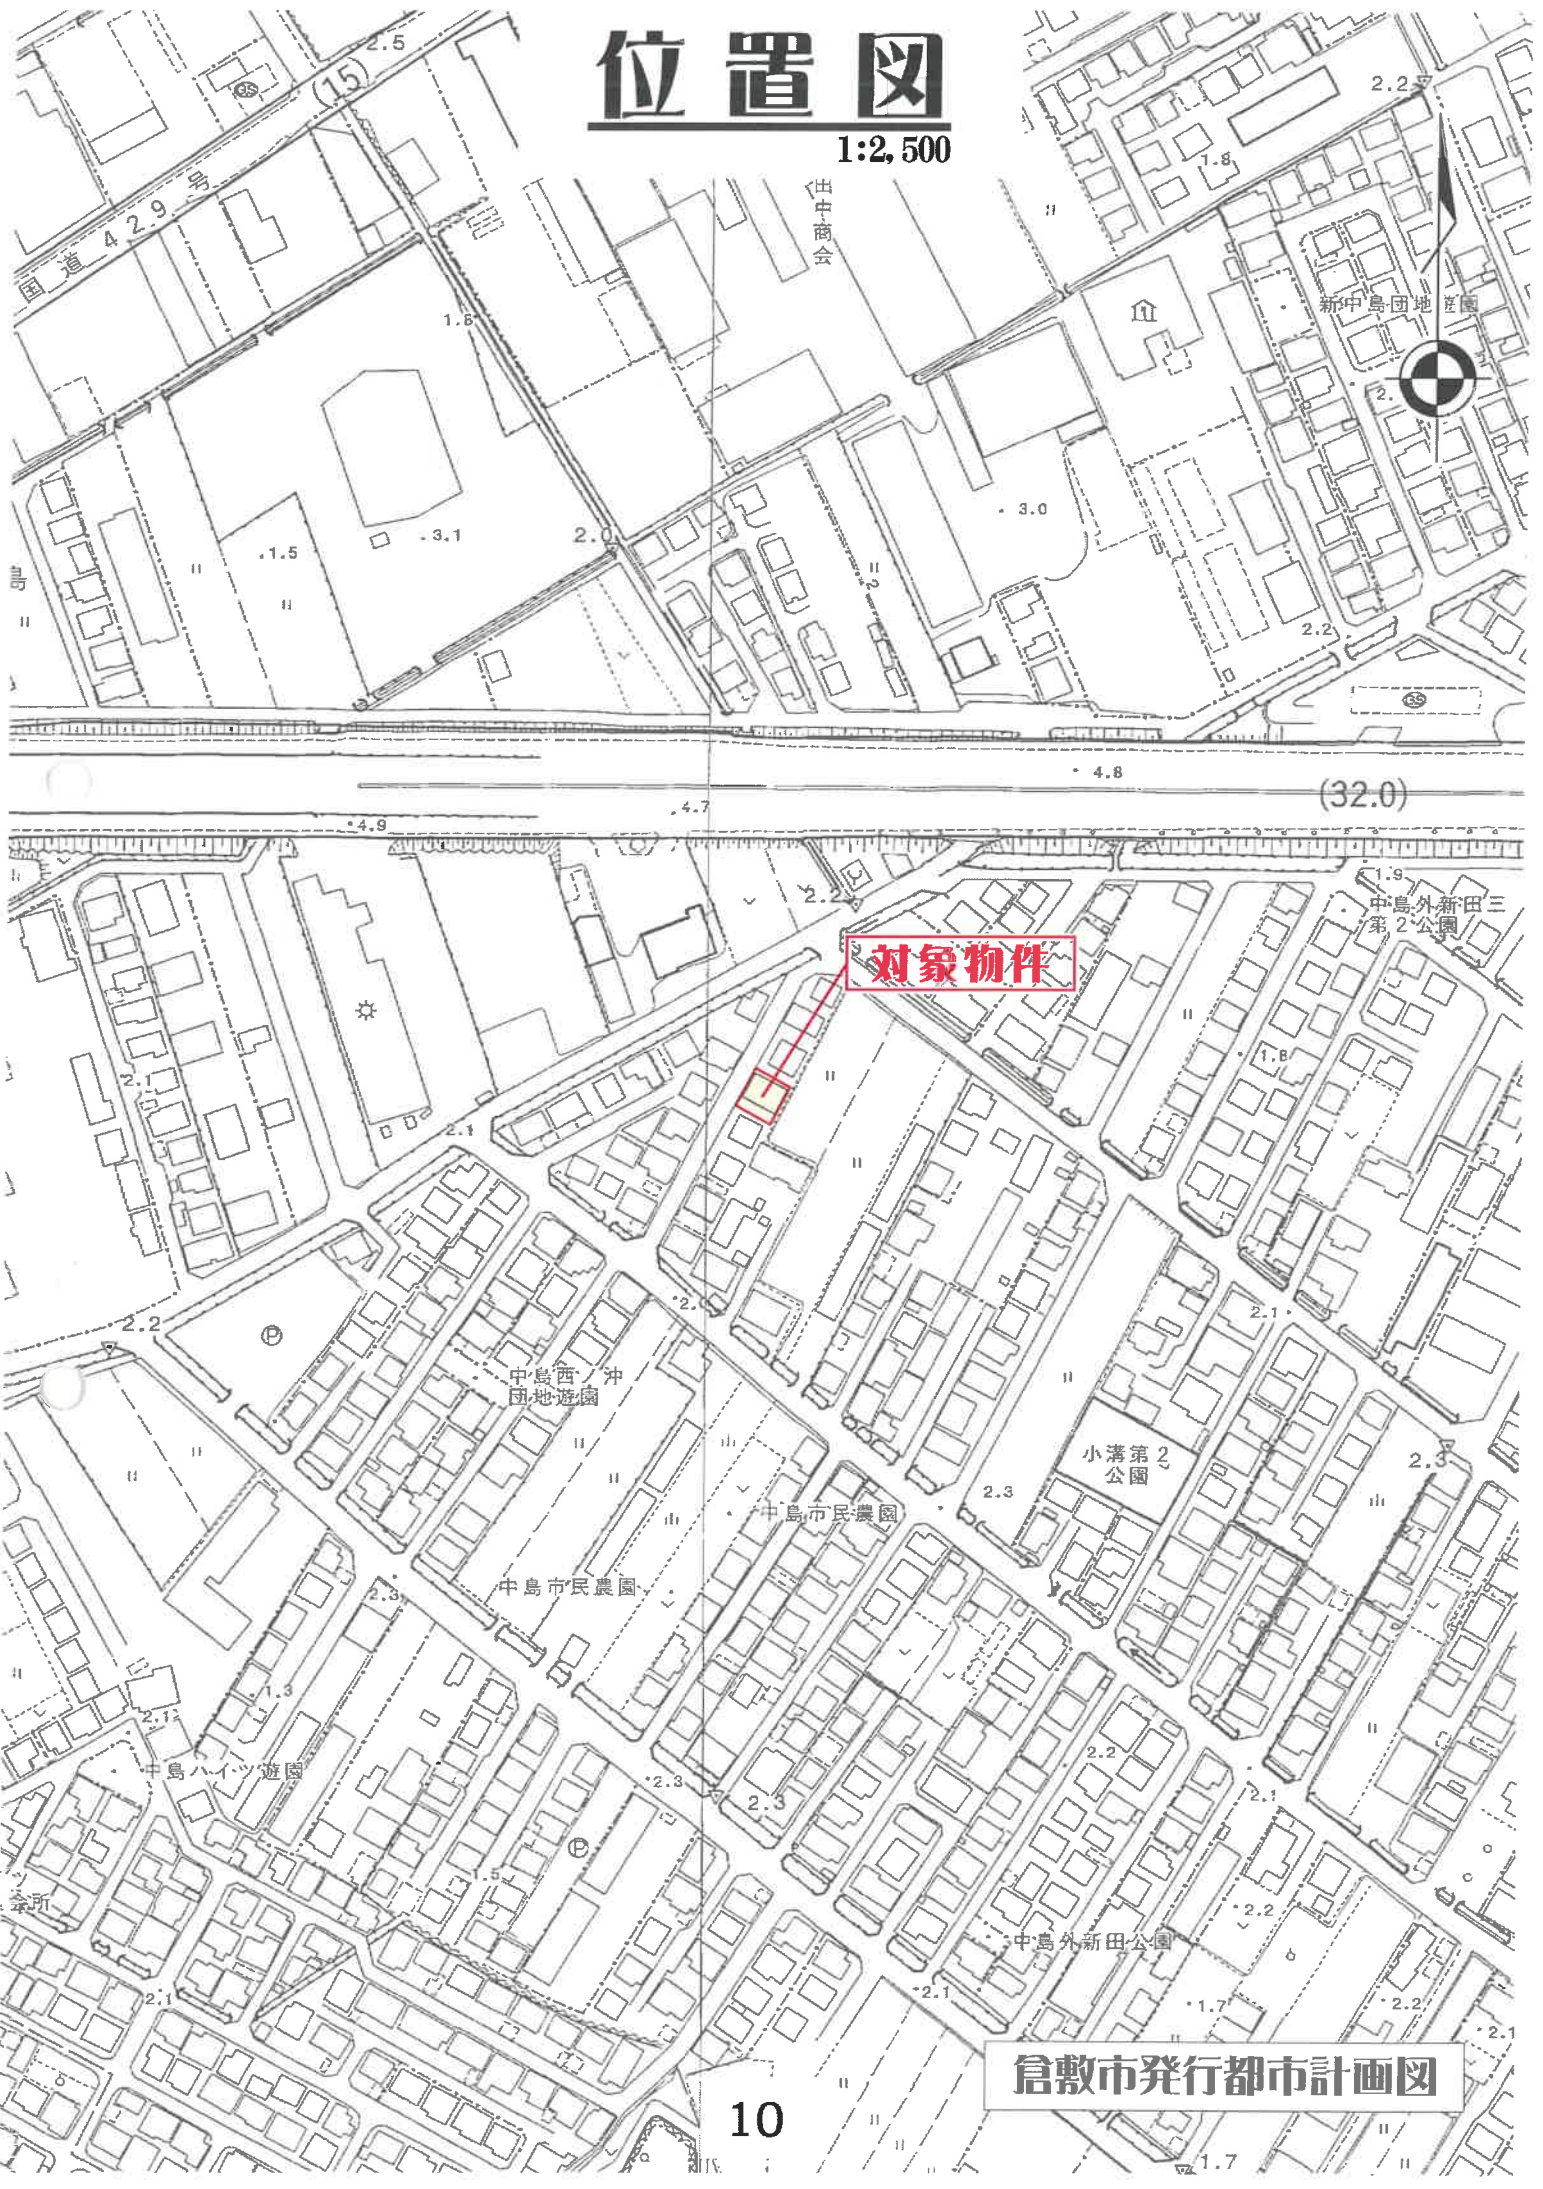 位置図
1:2,500
2.5
(15)
国道429号
2.2
1.8
田中商会
新中島団地遊園
1.8
3.0
2.0
3.1
1.5
島
2.2
4.8
(32.0)
4.7
4.9
2.2
1.9
中島外新田三
第2公園
対象物件
1.8
2.1
2.1
2.2
2.1
中島西ノ沖
団地遊園
小溝第2
公園
2.3
2.3
中島市民農園
中島市民農園
2.3
1.3
2.1
中島ハイツ遊園
2.2
2.3
2.3
2.1
1.5
会所
2.2
中島外新田公園
2.1
2.1
1.7
2.2
2.1
倉敷市発行都市計画図
10
1.7